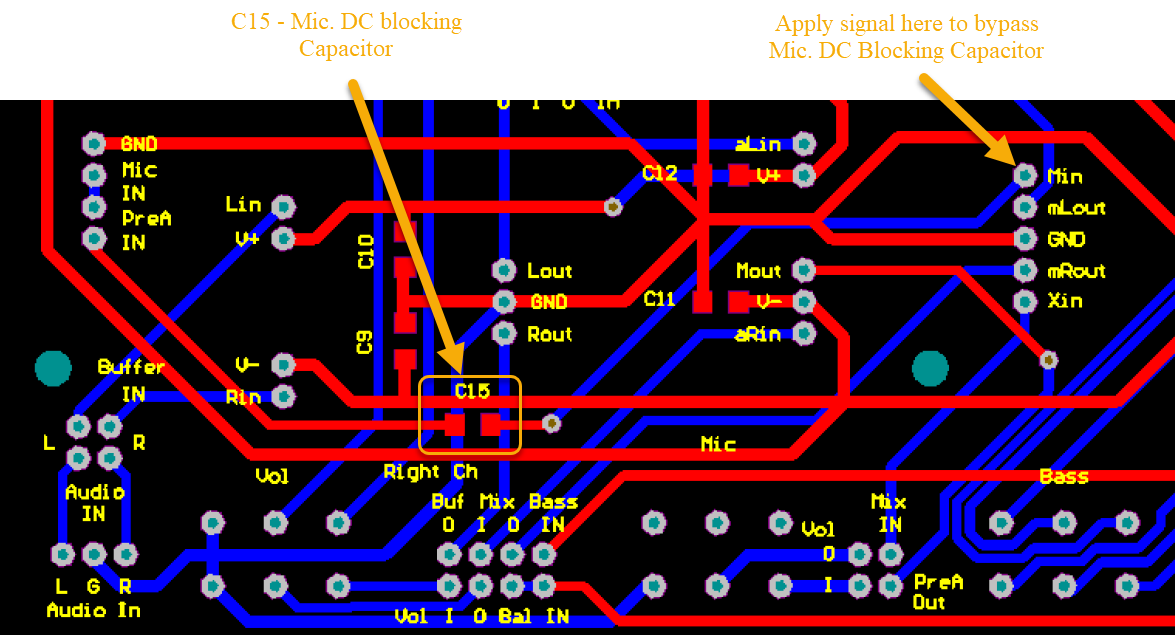 C15 - Mic. DC blocking
Capacitor
Apply signal here to bypass
Mic. DC Blocking Capacitor
GND
Mic
IN
PreA
IN
Lin
V+
C10
C9
Lout
GND
Rout
C12
aLin
V+
C11
Mout
V-
aRin
Min
mLout
GND
mRout
Xin
Buffer
IN
V-
Rin
C15
L
R
Audio
IN
Vol
Right Ch
Mic
Bass
Buf Mix Bass
O I O IN
Vol
O
I
Mix
IN
PreA
Out
L G R
Audio In
Vol I O Bal IN